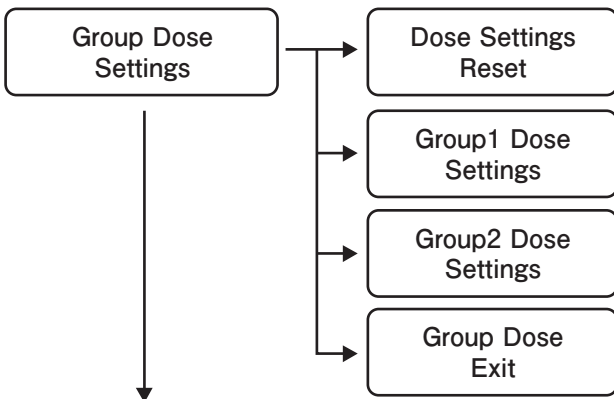 Group Dose
Settings
Dose Settings
Reset
Group1 Dose
Settings
Group2 Dose
Settings
Group Dose
Exit